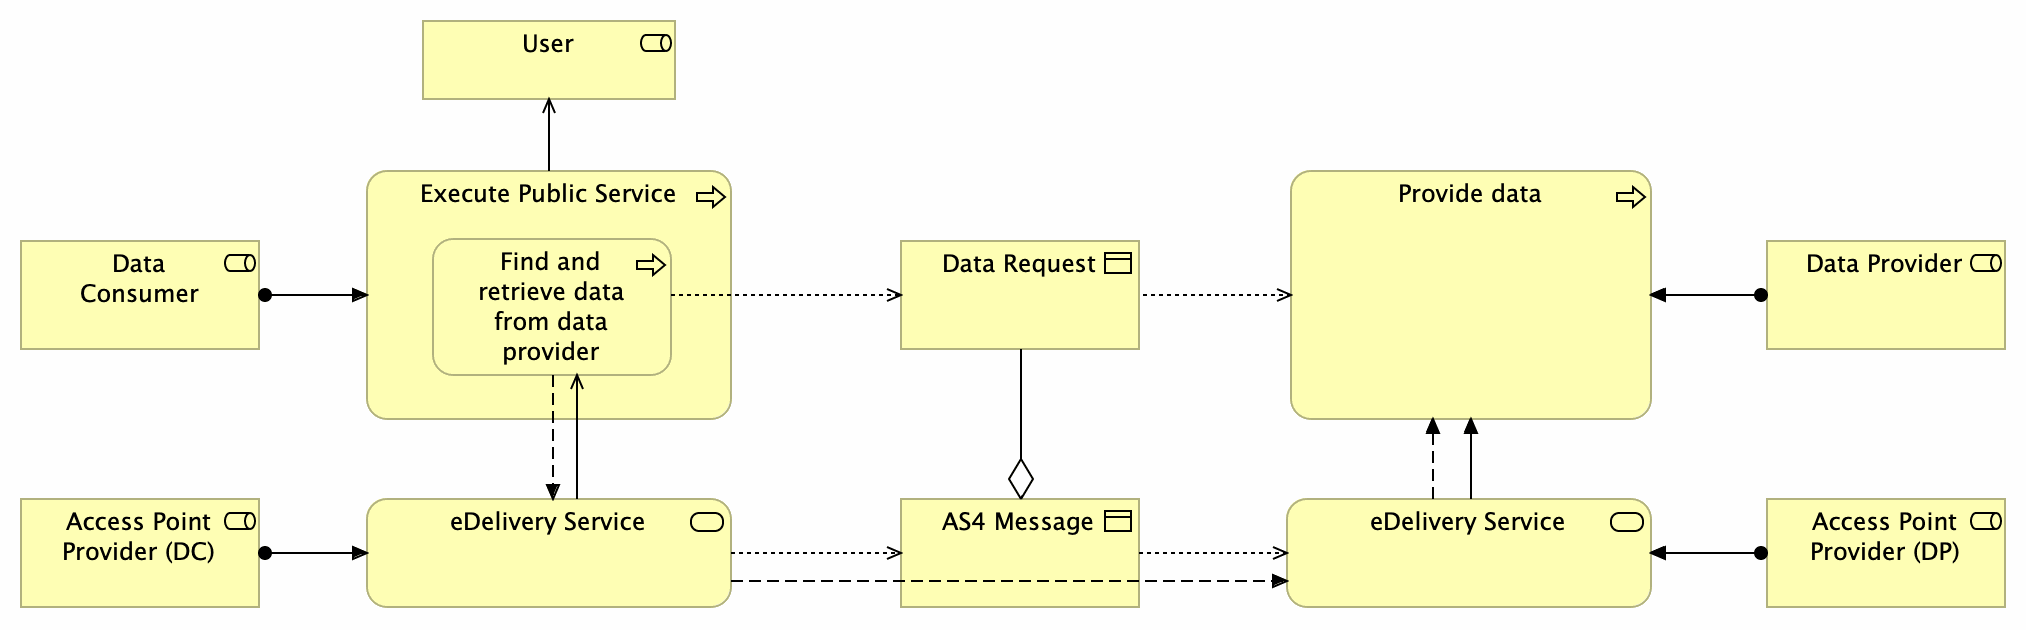 User
Execute Public Service
Provide data
Data
Consumer
Find and
retrieve data
from data
provider
Data Request
Data Provider
Access Point
Provider (DC)
eDelivery Service
AS4 Message
eDelivery Service
Access Point
Provider (DP)